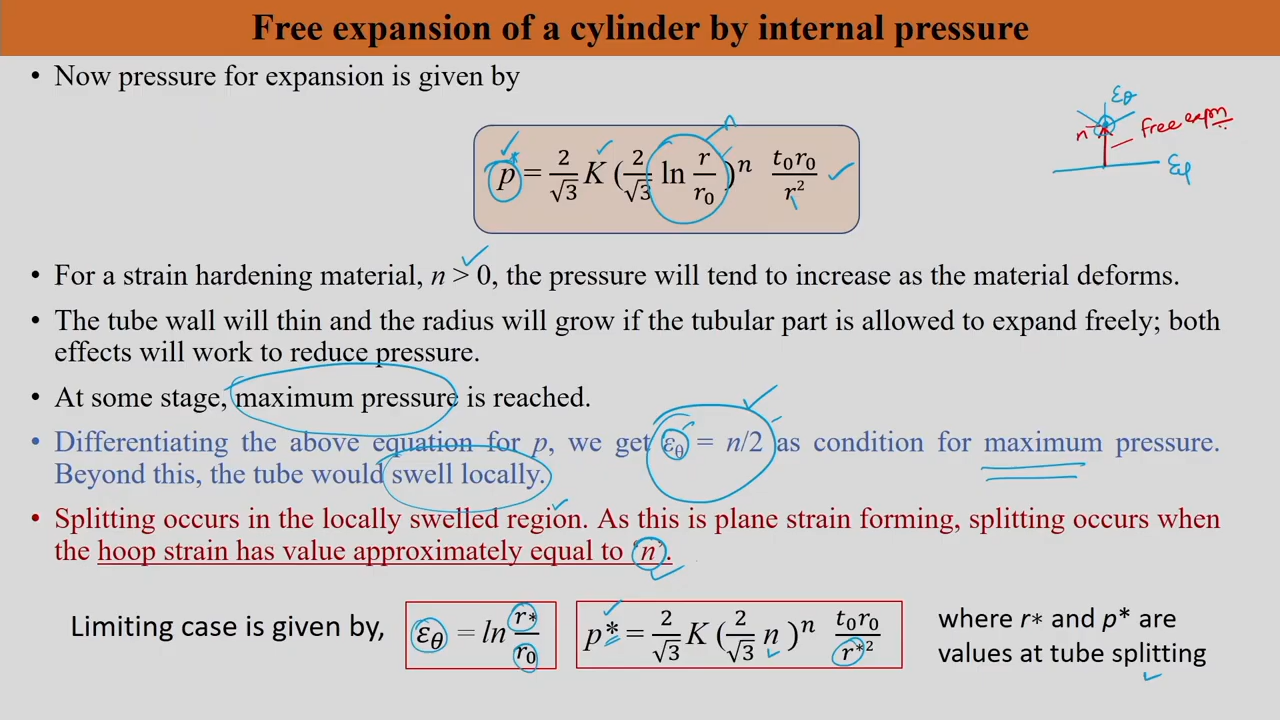 Free expansion of a cylinder by internal pressure
• Now pressure for expansion is given by
εθ
n
free expn
εφ
n
p* = 2/√3 K (2/√3 ln r/r₀)ⁿ t₀r₀/r²
• For a strain hardening material, n > 0, the pressure will tend to increase as the material deforms.
• The tube wall will thin and the radius will grow if the tubular part is allowed to expand freely; both
effects will work to reduce pressure.
• At some stage, maximum pressure is reached.
• Differentiating the above equation for p, we get εθ = n/2 as condition for maximum pressure.
Beyond this, the tube would swell locally.
• Splitting occurs in the locally swelled region. As this is plane strain forming, splitting occurs when
the hoop strain has value approximately equal to 'n'.
Limiting case is given by, εθ = ln r*/r₀ p* = 2/√3 K (2/√3 n)ⁿ t₀r₀/r*² where r* and p* are
values at tube splitting